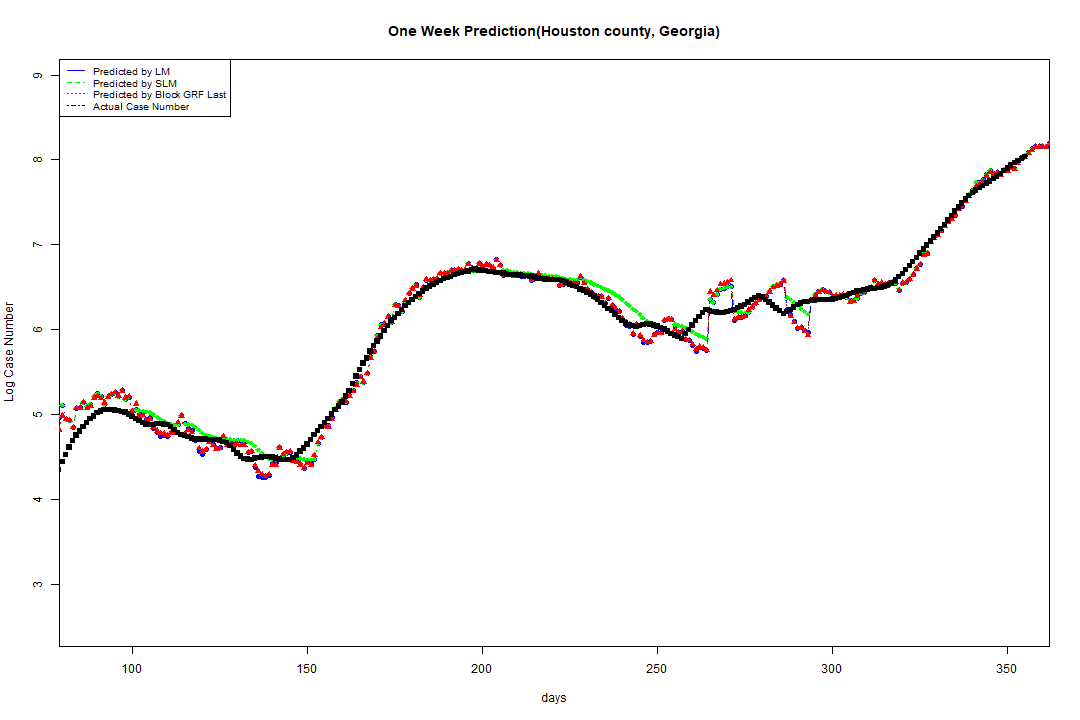 One Week Prediction(Houston county, Georgia)
Predicted by LM
Predicted by SLM
Predicted by Block GRF Last
Actual Case Number
9
8
7
6
5
4
3
Log Case Number
100 150 200 250 300 350
days